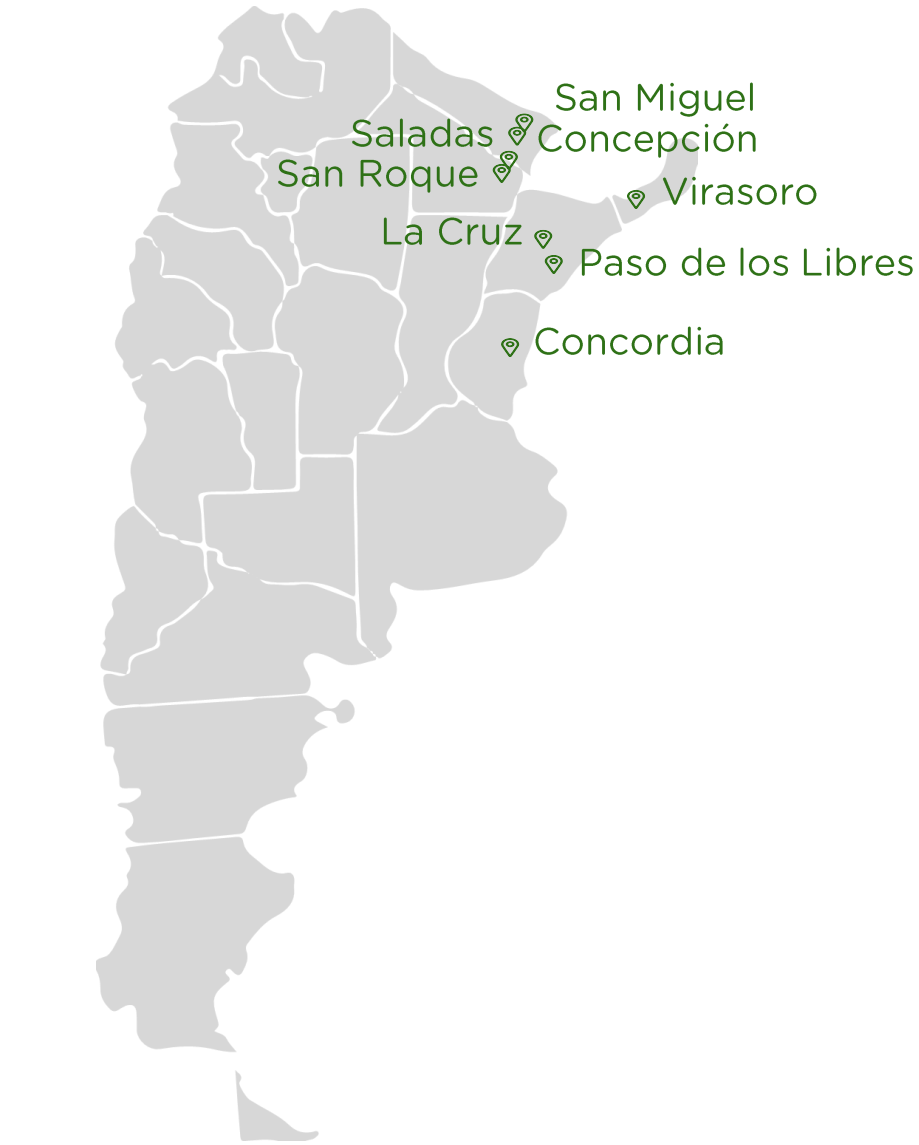 San Miguel
Saladas
Concepción
San Roque
Virasoro
La Cruz
Paso de los Libres
Concordia